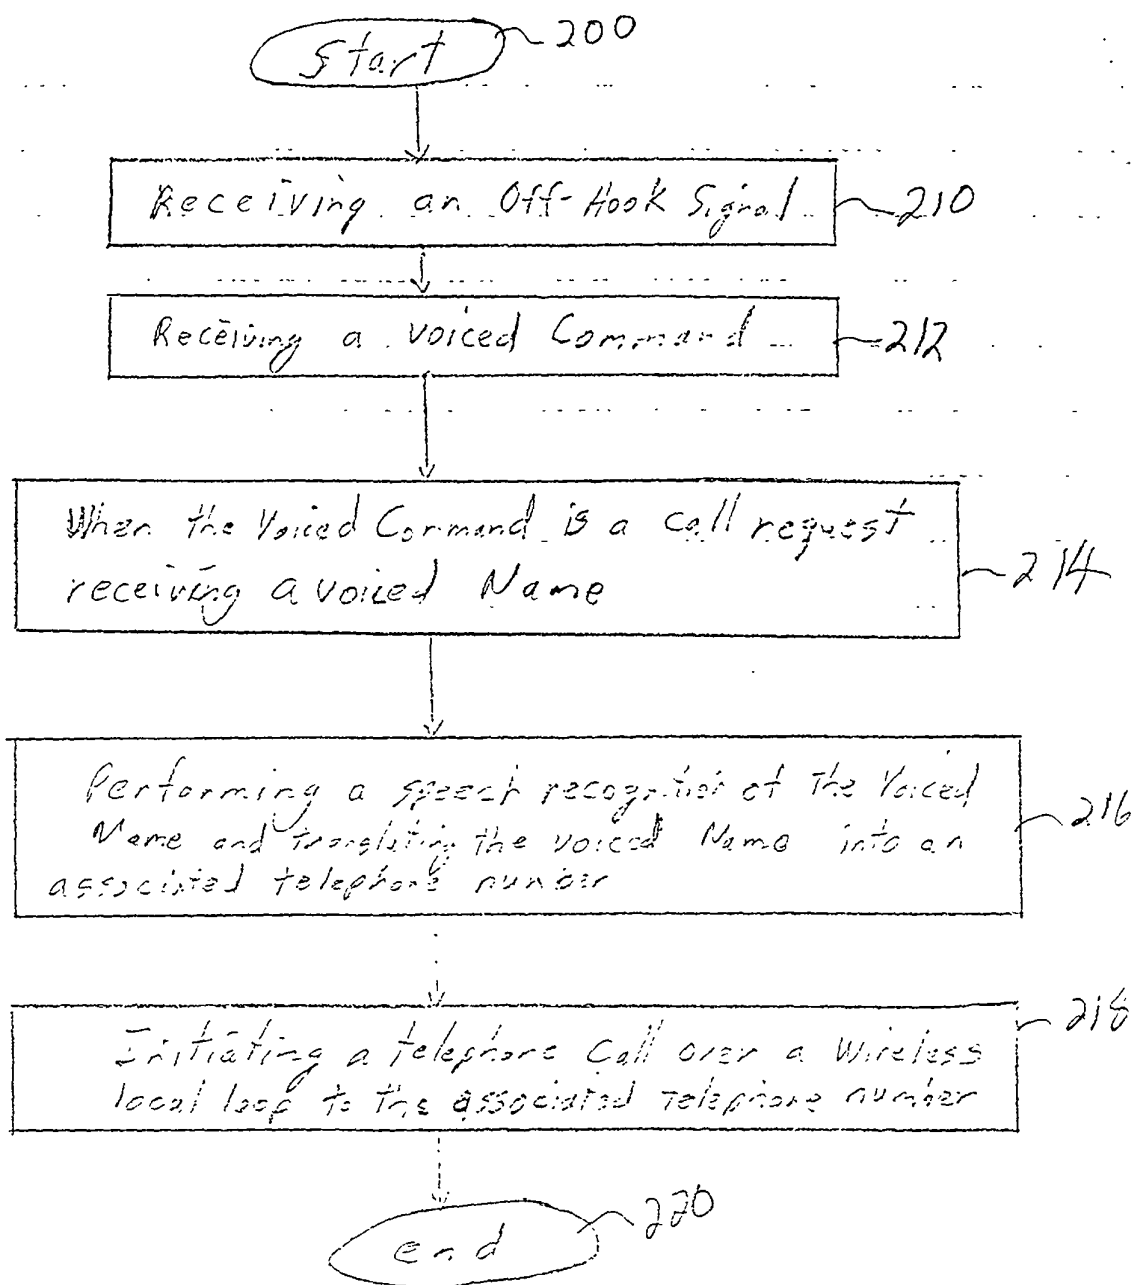 Start 200
Receiving an Off-Hook Signal 210
Receiving a Voiced Command 212
When the Voiced Command is a call request
receiving a voiced Name 214
Performing a speech recognition of the Voiced
Name and translating the voiced Name into an 216
associated telephone number
Initiating a telephone Call over a Wireless 218
local loop to the associated telephone number
end 220